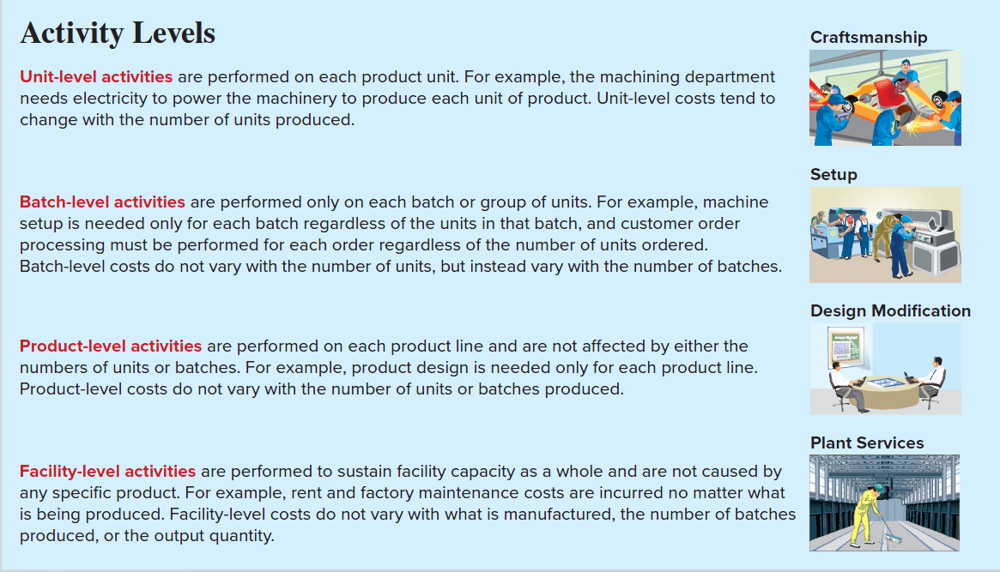 Activity Levels
Unit-level activities are performed on each product unit. For example, the machining department
needs electricity to power the machinery to produce each unit of product. Unit-level costs tend to
change with the number of units produced.
Craftsmanship
Batch-level activities are performed only on each batch or group of units. For example, machine
setup is needed only for each batch regardless of the units in that batch, and customer order
processing must be performed for each order regardless of the number of units ordered.
Batch-level costs do not vary with the number of units, but instead vary with the number of batches.
Setup
Product-level activities are performed on each product line and are not affected by either the
numbers of units or batches. For example, product design is needed only for each product line.
Product-level costs do not vary with the number of units or batches produced.
Design Modification
Facility-level activities are performed to sustain facility capacity as a whole and are not caused by
any specific product. For example, rent and factory maintenance costs are incurred no matter what
is being produced. Facility-level costs do not vary with what is manufactured, the number of batches
produced, or the output quantity.
Plant Services